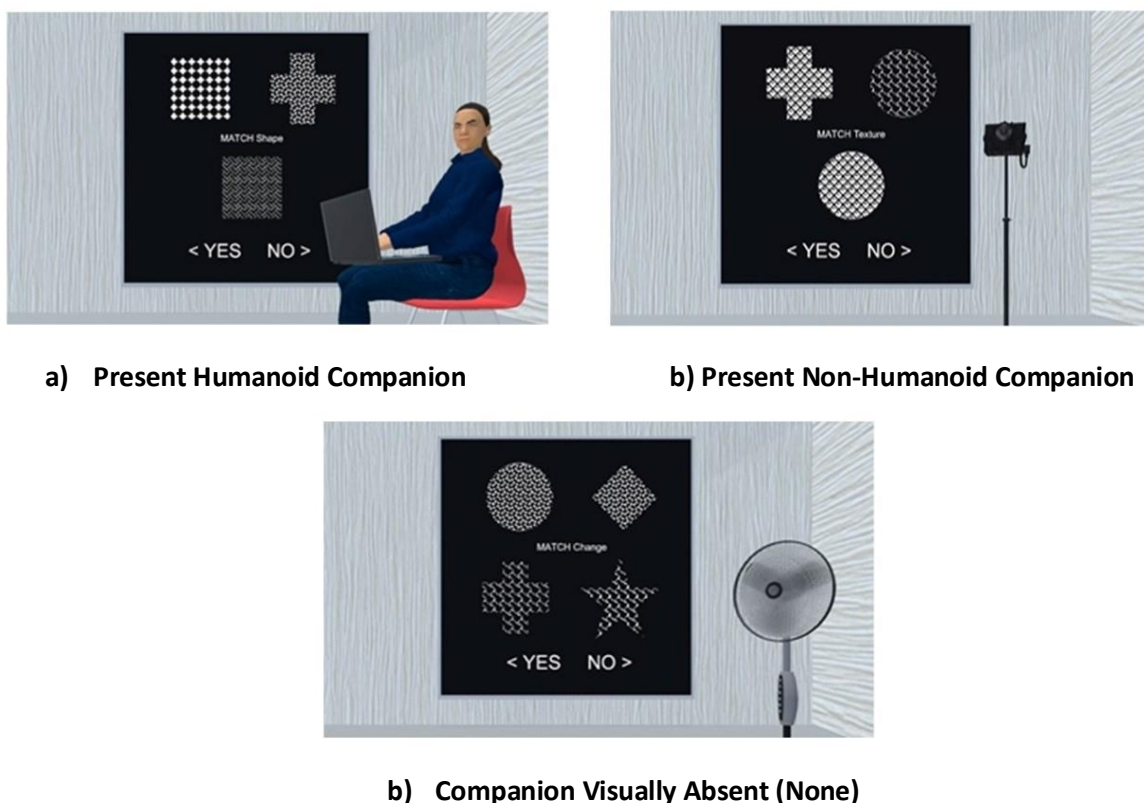 MATCH Shape
< YES NO >
MATCH Texture
< YES NO >
a) Present Humanoid Companion
b) Present Non-Humanoid Companion
MATCH Change
< YES NO >
b) Companion Visually Absent (None)